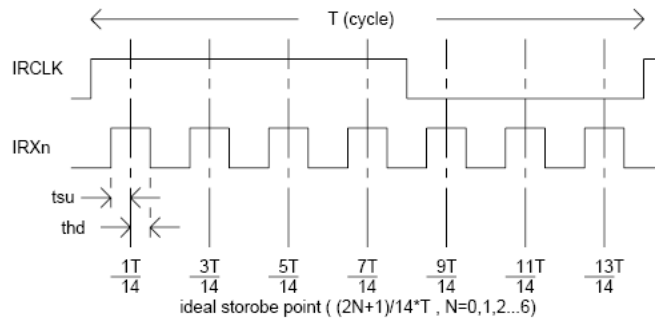 T (cycle)
IRCLK
IRXn
tsu
thd
1T 3T 5T 7T 9T 11T 13T
14 14 14 14 14 14 14
ideal storobe point ( (2N+1)/14*T , N=0,1,2...6)